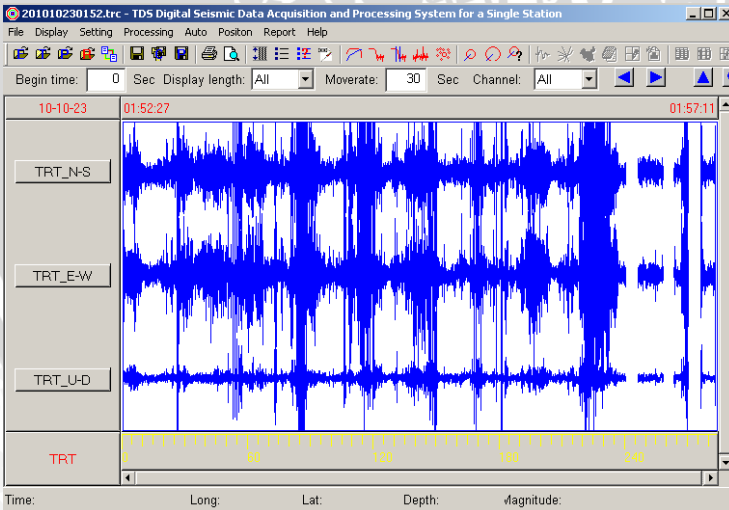 201010230152.trc - TDS Digital Seismic Data Acquisition and Processing System for a Single Station
File Display Setting Processing Auto Positon Report Help
Begin time: 0 Sec Display length: All Moverate: 30 Sec Channel: All
10-10-23 01:52:27 01:57:11
TRT_N-S
TRT_E-W
TRT_U-D
TRT 0 60 120 180 240
Time: Long: Lat: Depth: Magnitude: